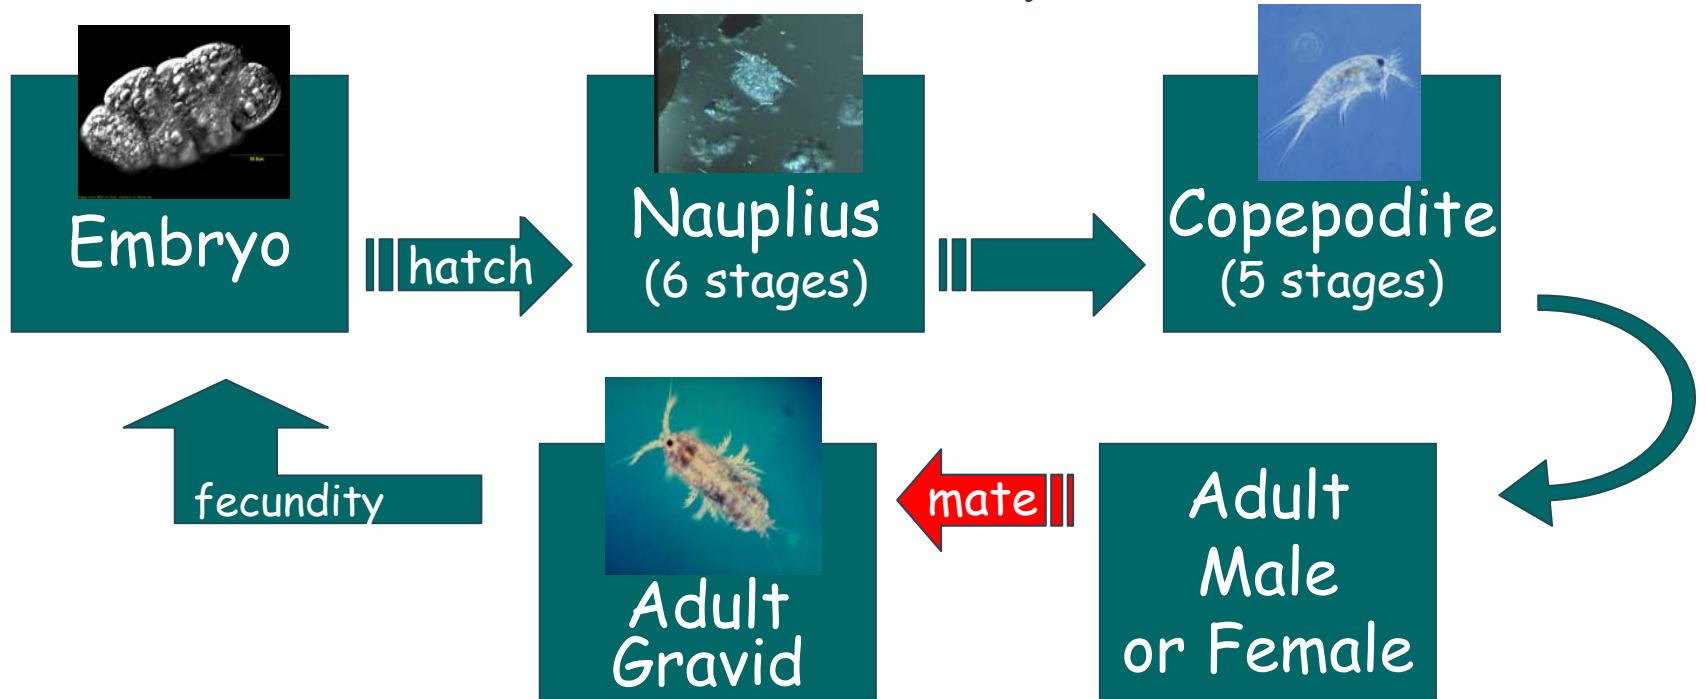 Embryo
hatch
Nauplius
(6 stages)
Copepodite
(5 stages)
fecundity
Adult
Gravid
mate
Adult
Male
or Female